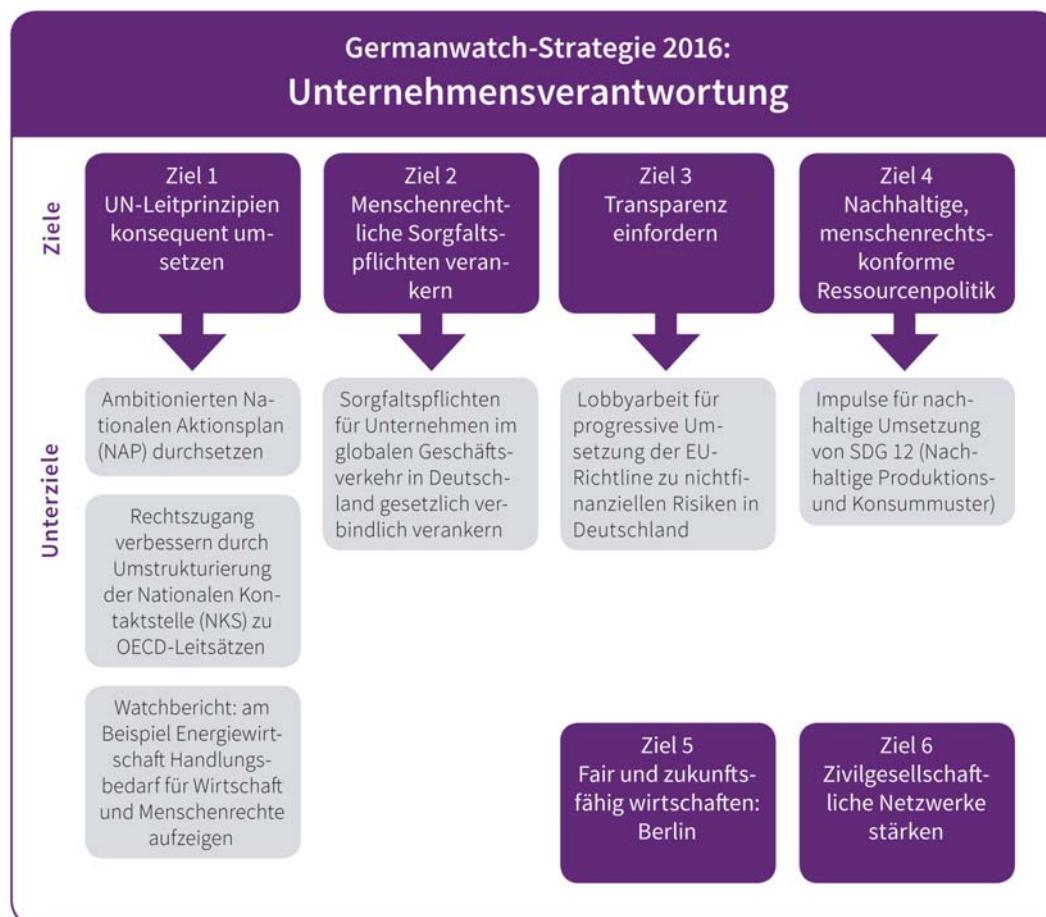 Germanwatch-Strategie 2016:
Unternehmensverantwortung
Ziele
Ziel 1
UN-Leitprinzipien
konsequent um-
setzen
Ziel 2
Menschenrecht-
liche Sorgfalts-
pflichten veran-
kern
Ziel 3
Transparenz
einfordern
Ziel 4
Nachhaltige,
menschenrechts-
konforme
Ressourcenpolitik
Unterziele
Ambitionierten Na-
tionalen Aktionsplan
(NAP) durchsetzen
Rechtszugang
verbessern durch
Umstrukturierung
der Nationalen Kon-
taktstelle (NKS) zu
OECD-Leitsätzen
Watchbericht: am
Beispiel Energiewirt-
schaft Handlungs-
bedarf für Wirtschaft
und Menschenrechte
aufzeigen
Sorgfaltspflichten
für Unternehmen im
globalen Geschäfts-
verkehr in Deutsch-
land gesetzlich ver-
bindlich verankern
Lobbyarbeit für
progressive Um-
setzung der EU-
Richtline zu nichtfi-
nanziellen Risiken in
Deutschland
Impulse für nach-
haltige Umsetzung
von SDG 12 (Nach-
haltige Produktions-
und Konsummuster)
Ziel 5
Fair und zukunfts-
fähig wirtschaften:
Berlin
Ziel 6
Zivilgesellschaft-
liche Netzwerke
stärken